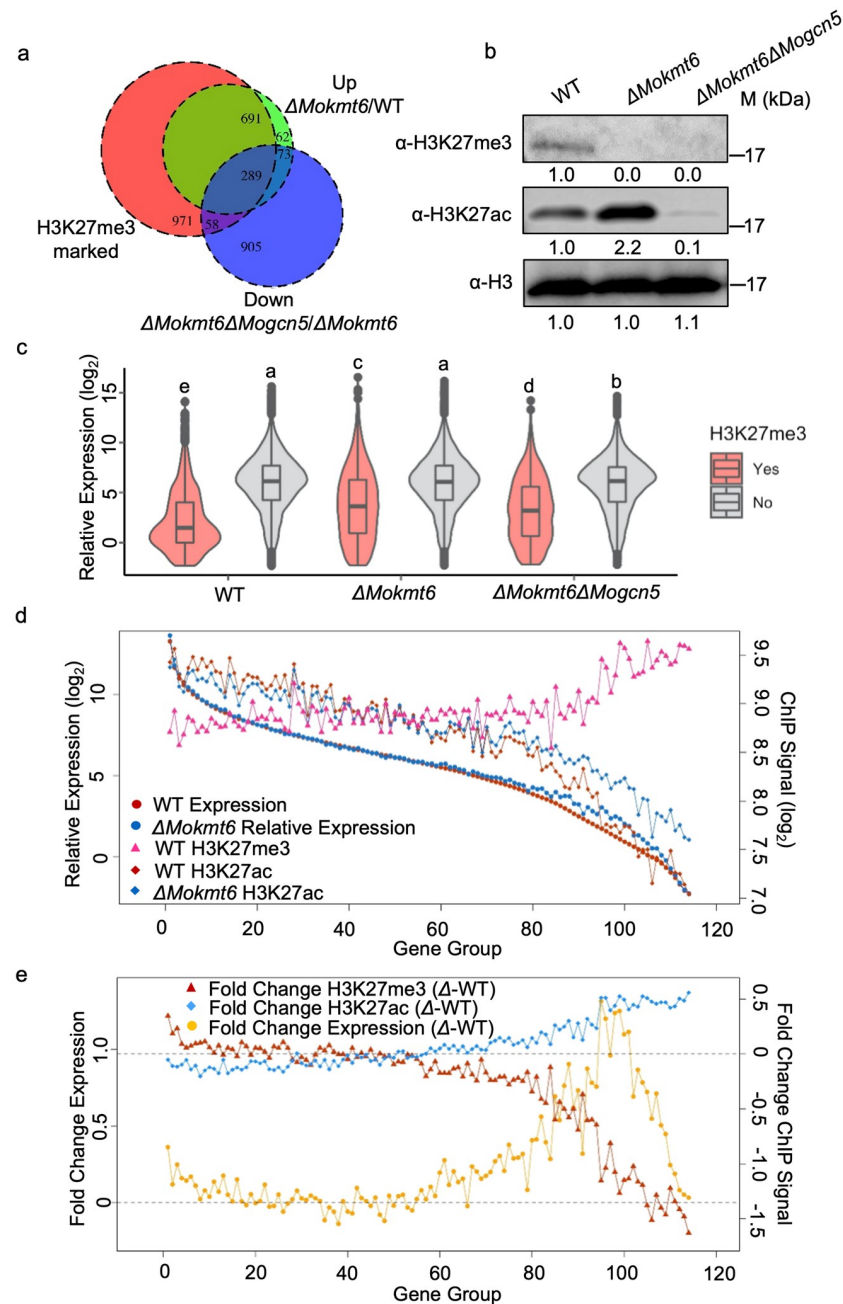 a
Up
ΔMokmt6/WT
691
62
73
289
H3K27me3
marked
971
58
905
Down
ΔMokmt6ΔMogcn5/ΔMokmt6
b
WT
ΔMokmt6
ΔMokmt6ΔMogcn5
M (kDa)
α-H3K27me3
17
1.0 0.0 0.0
α-H3K27ac
17
1.0 2.2 0.1
α-H3
17
1.0 1.0 1.1
c
Relative Expression (log2)
15
10
5
0
e a c a d b
WT
ΔMokmt6
ΔMokmt6ΔMogcn5
H3K27me3
Yes
No
d
Relative Expression (log2)
10
5
0
WT Expression
ΔMokmt6 Relative Expression
WT H3K27me3
WT H3K27ac
ΔMokmt6 H3K27ac
ChIP Signal (log2)
9.5
9.0
8.5
8.0
7.5
7.0
0 20 40 60 80 100 120
Gene Group
e
Fold Change Expression
1.0
0.5
0
Fold Change H3K27me3 (Δ-WT)
Fold Change H3K27ac (Δ-WT)
Fold Change Expression (Δ-WT)
Fold Change ChIP Signal
0.5
0
-0.5
-1.0
-1.5
0 20 40 60 80 100 120
Gene Group